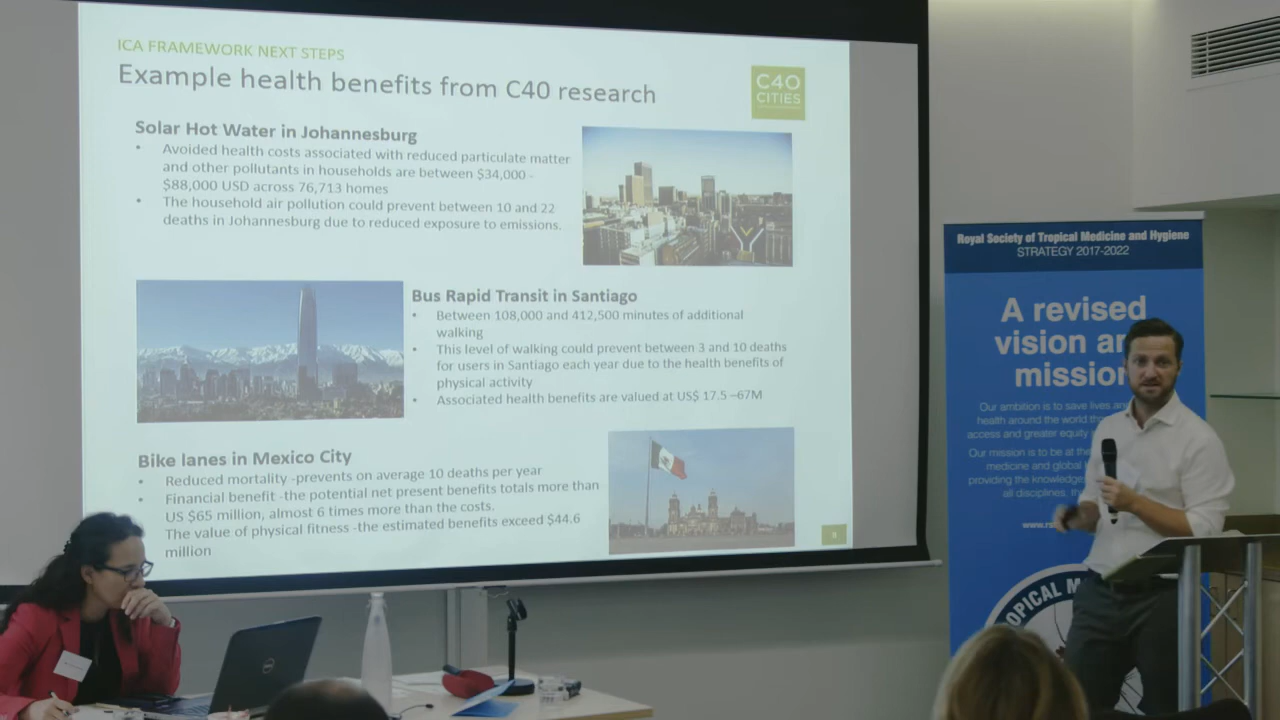 ICA FRAMEWORK NEXT STEPS
Example health benefits from C40 research
C40
CITIES
Solar Hot Water in Johannesburg
• Avoided health costs associated with reduced particulate matter
and other pollutants in households are between $34,000 -
$88,000 USD across 76,713 homes
• The household air pollution could prevent between 10 and 22
deaths in Johannesburg due to reduced exposure to emissions.
Bus Rapid Transit in Santiago
• Between 108,000 and 412,500 minutes of additional
walking
• This level of walking could prevent between 3 and 10 deaths
for users in Santiago each year due to the health benefits of
physical activity
• Associated health benefits are valued at US$ 17.5 –67M
Bike lanes in Mexico City
• Reduced mortality -prevents on average 10 deaths per year
• Financial benefit -the potential net present benefits totals more than
US $65 million, almost 6 times more than the costs.
The value of physical fitness -the estimated benefits exceed $44.6
million
Royal Society of Tropical Medicine and Hygiene
STRATEGY 2017-2022
A revised
vision an
mission
Our ambition is to save lives and
health around the world
access and greater equity
Our mission is to be at the
medicine and global
providing the knowledge
all disciplines,
www.
OPICAL M
DELL